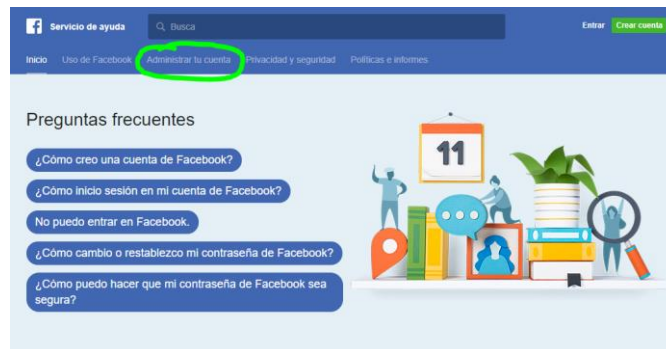 Servicio de ayuda
Busca
Entrar
Crear cuenta
Inicio
Uso de Facebook
Administrar tu cuenta
Privacidad y seguridad
Políticas e informes
Preguntas frecuentes
¿Cómo creo una cuenta de Facebook?
¿Cómo inicio sesión en mi cuenta de Facebook?
No puedo entrar en Facebook.
¿Cómo cambio o restablezco mi contraseña de Facebook?
¿Cómo puedo hacer que mi contraseña de Facebook sea
segura?
11